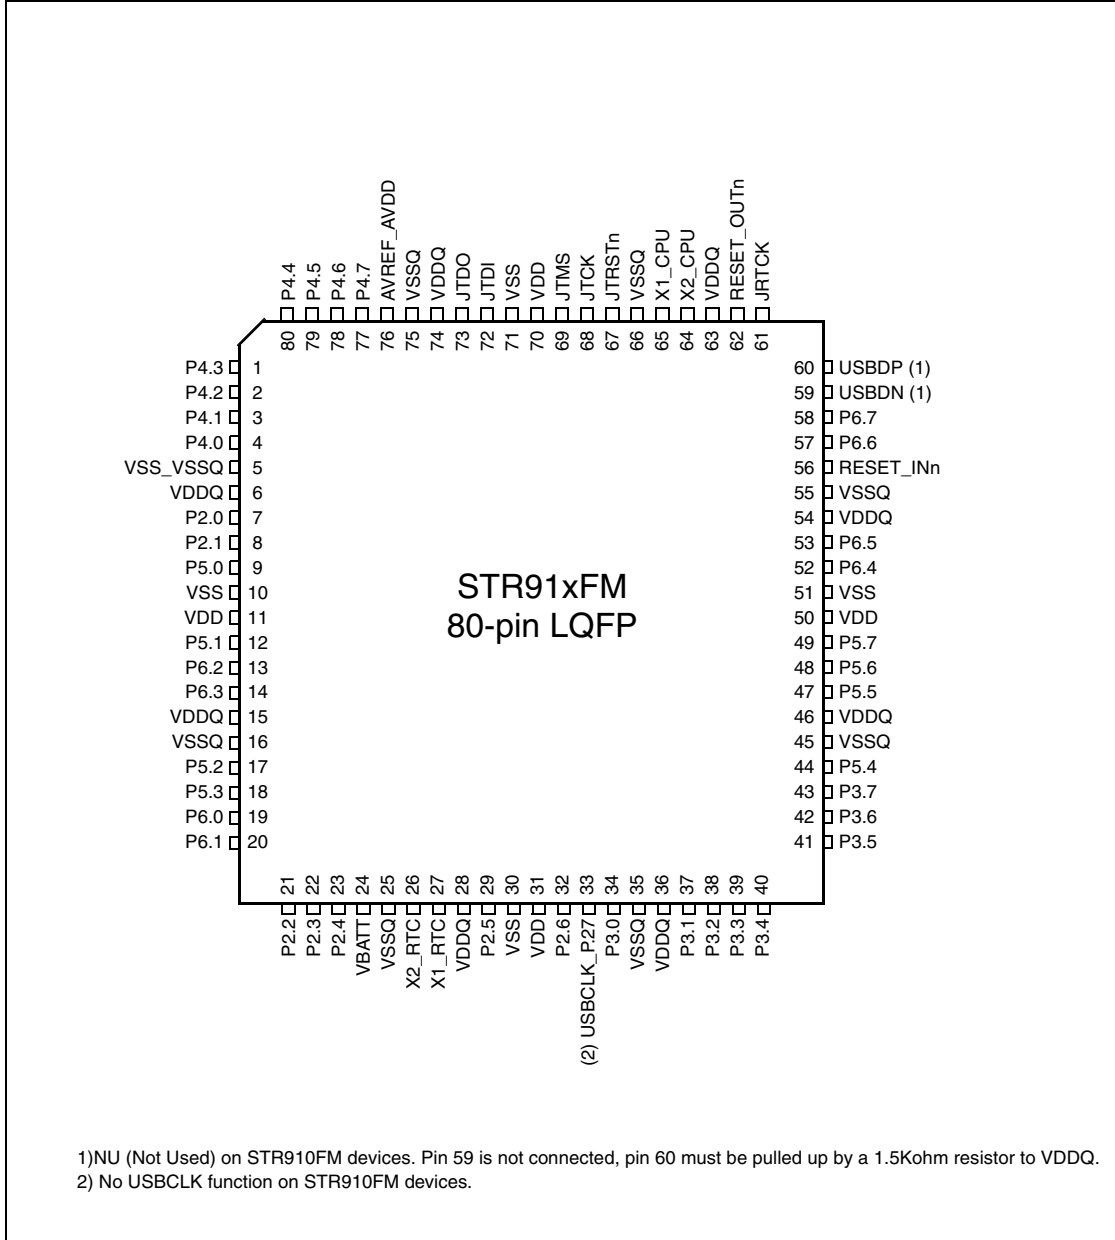 P4.4
P4.5
P4.6
P4.7
AVREF_AVDD
VSSQ
VDDQ
JTDO
JTDI
VSS
VDD
JTMS
JTCK
JTRSTn
VSSQ
X1_CPU
X2_CPU
VDDQ
RESET_OUTn
JRTCK
80
79
78
77
76
75
74
73
72
71
70
69
68
67
66
65
64
63
62
61
P4.3 1
P4.2 2
P4.1 3
P4.0 4
VSS_VSSQ 5
VDDQ 6
P2.0 7
P2.1 8
P5.0 9
VSS 10
VDD 11
P5.1 12
P6.2 13
P6.3 14
VDDQ 15
VSSQ 16
P5.2 17
P5.3 18
P6.0 19
P6.1 20
STR91xFM
80-pin LQFP
60 USBDP (1)
59 USBDN (1)
58 P6.7
57 P6.6
56 RESET_INn
55 VSSQ
54 VDDQ
53 P6.5
52 P6.4
51 VSS
50 VDD
49 P5.7
48 P5.6
47 P5.5
46 VDDQ
45 VSSQ
44 P5.4
43 P3.7
42 P3.6
41 P3.5
21
22
23
24
25
26
27
28
29
30
31
32
33
34
35
36
37
38
39
40
P2.2
P2.3
P2.4
VBATT
VSSQ
X2_RTC
X1_RTC
VDDQ
P2.5
VSS
VDD
P2.6
(2) USBCLK_P.27
P3.0
VSSQ
VDDQ
P3.1
P3.2
P3.3
P3.4
1)NU (Not Used) on STR910FM devices. Pin 59 is not connected, pin 60 must be pulled up by a 1.5Kohm resistor to VDDQ.
2) No USBCLK function on STR910FM devices.